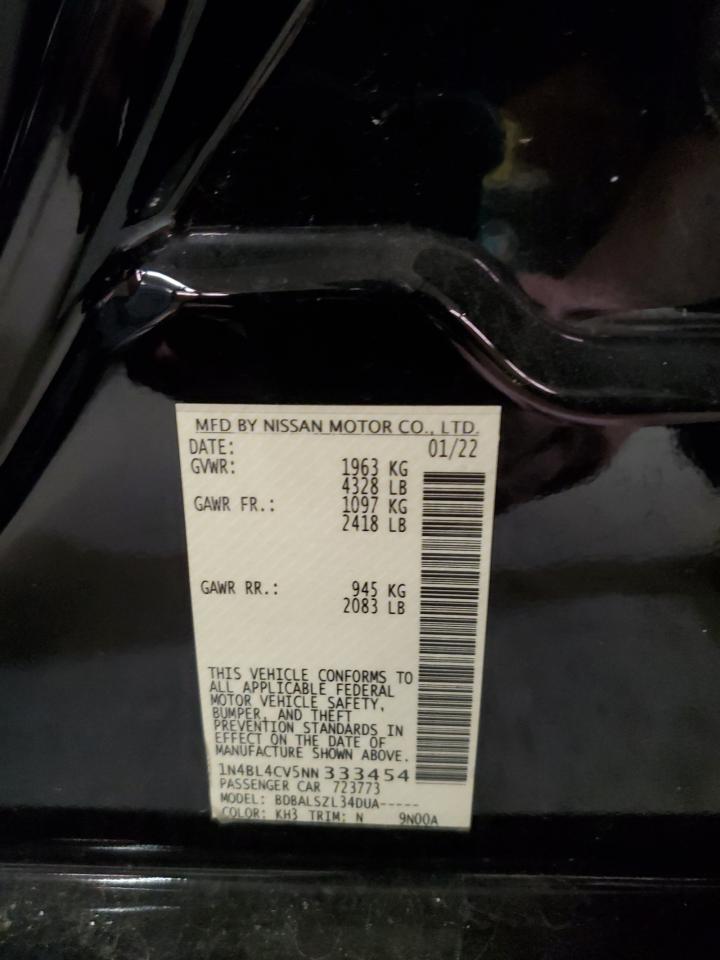 MFD BY NISSAN MOTOR CO., LTD.
DATE: 01/22
GVWR: 1963 KG
4328 LB
GAWR FR.: 1097 KG
2418 LB
GAWR RR.: 945 KG
2083 LB
THIS VEHICLE CONFORMS TO
ALL APPLICABLE FEDERAL
MOTOR VEHICLE SAFETY,
BUMPER, AND THEFT
PREVENTION STANDARDS IN
EFFECT ON THE DATE OF
MANUFACTURE SHOWN ABOVE.
1N4BL4CV5NN333454
PASSENGER CAR 723773
MODEL: BDBALSZL34DUA-----
COLOR: KH3 TRIM: N 9N00A